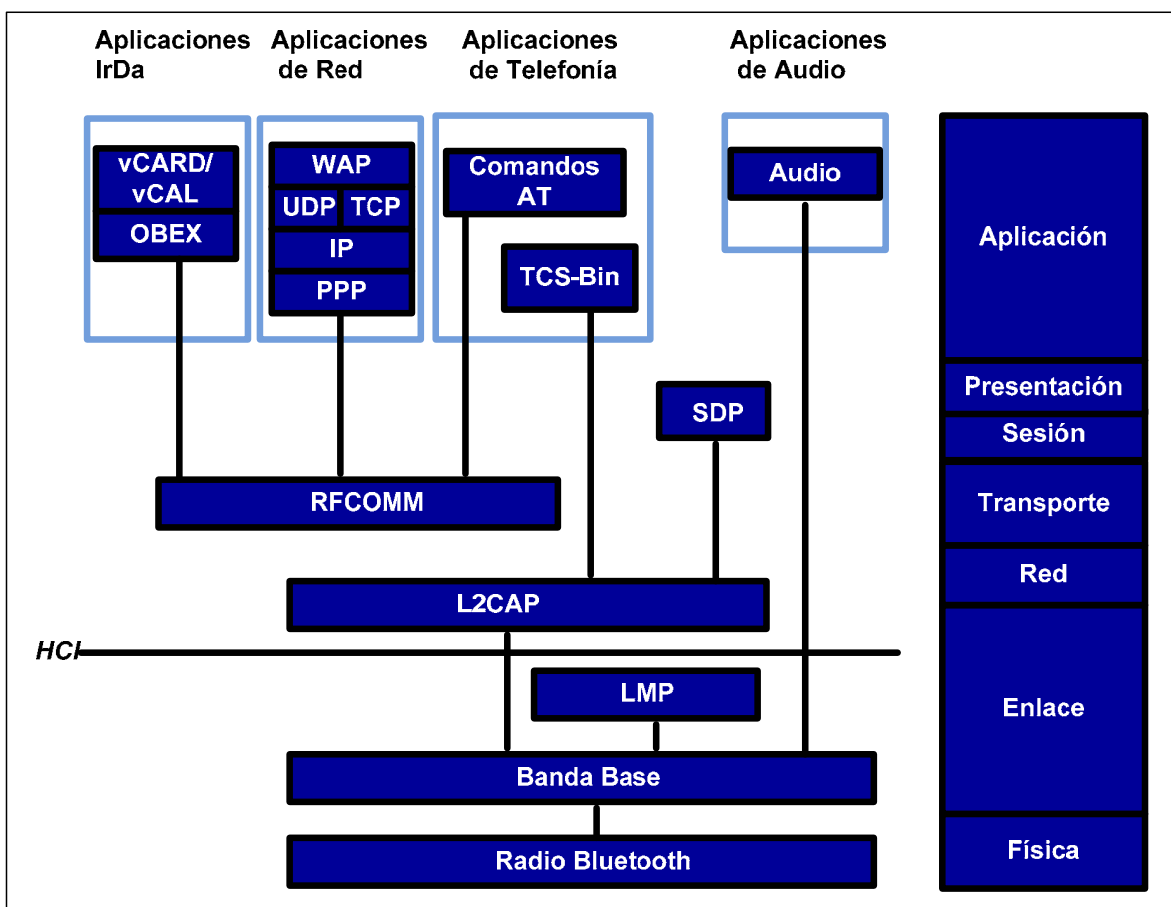 Aplicaciones
IrDa
Aplicaciones
de Red
Aplicaciones
de Telefonía
Aplicaciones
de Audio
vCARD/
vCAL
OBEX
WAP
UDP
TCP
IP
PPP
Comandos
AT
TCS-Bin
Audio
SDP
RFCOMM
L2CAP
HCI
LMP
Banda Base
Radio Bluetooth
Aplicación
Presentación
Sesión
Transporte
Red
Enlace
Física